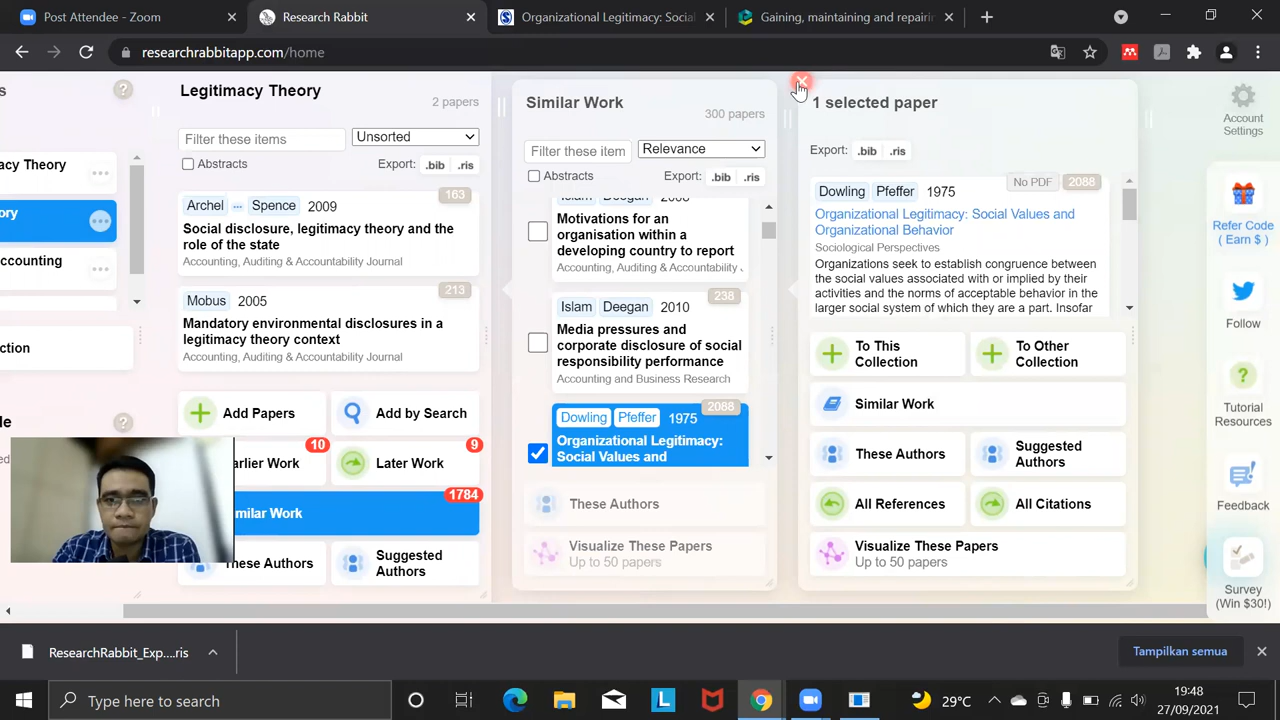 Post Attendee - Zoom
Research Rabbit
Organizational Legitimacy: Social
Gaining, maintaining and repairin
researchrabbitapp.com/home
s
?
acy Theory
ory
ccounting
ction
le
?
ed
Legitimacy Theory
2 papers
Filter these items
Unsorted
Abstracts
Export:
.bib
.ris
163
Archel
Spence
2009
Social disclosure, legitimacy theory and the
role of the state
Accounting, Auditing & Accountability Journal
213
Mobus
2005
Mandatory environmental disclosures in a
legitimacy theory context
Accounting, Auditing & Accountability Journal
Add Papers
Add by Search
10
earlier Work
9
Later Work
1784
milar Work
These Authors
Suggested
Authors
Similar Work
300 papers
Filter these item
Relevance
Abstracts
Export:
.bib
.ris
Islam
Deegan
2008
Motivations for an
organisation within a
developing country to report
Accounting, Auditing & Accountability J
238
Islam
Deegan
2010
Media pressures and
corporate disclosure of social
responsibility performance
Accounting and Business Research
2088
Dowling
Pfeffer
1975
Organizational Legitimacy:
Social Values and
These Authors
Visualize These Papers
Up to 50 papers
1 selected paper
Export:
.bib
.ris
No PDF
2088
Dowling
Pfeffer
1975
Organizational Legitimacy: Social Values and
Organizational Behavior
Sociological Perspectives
Organizations seek to establish congruence between
the social values associated with or implied by their
activities and the norms of acceptable behavior in the
larger social system of which they are a part. Insofar
To This
Collection
To Other
Collection
Similar Work
These Authors
Suggested
Authors
All References
All Citations
Visualize These Papers
Up to 50 papers
Account
Settings
Refer Code
( Earn $ )
Follow
?
Tutorial
Resources
Feedback
Survey
(Win $30!)
ResearchRabbit_Exp....ris
Tampilkan semua
Type here to search
L
29°C
19:48
27/09/2021